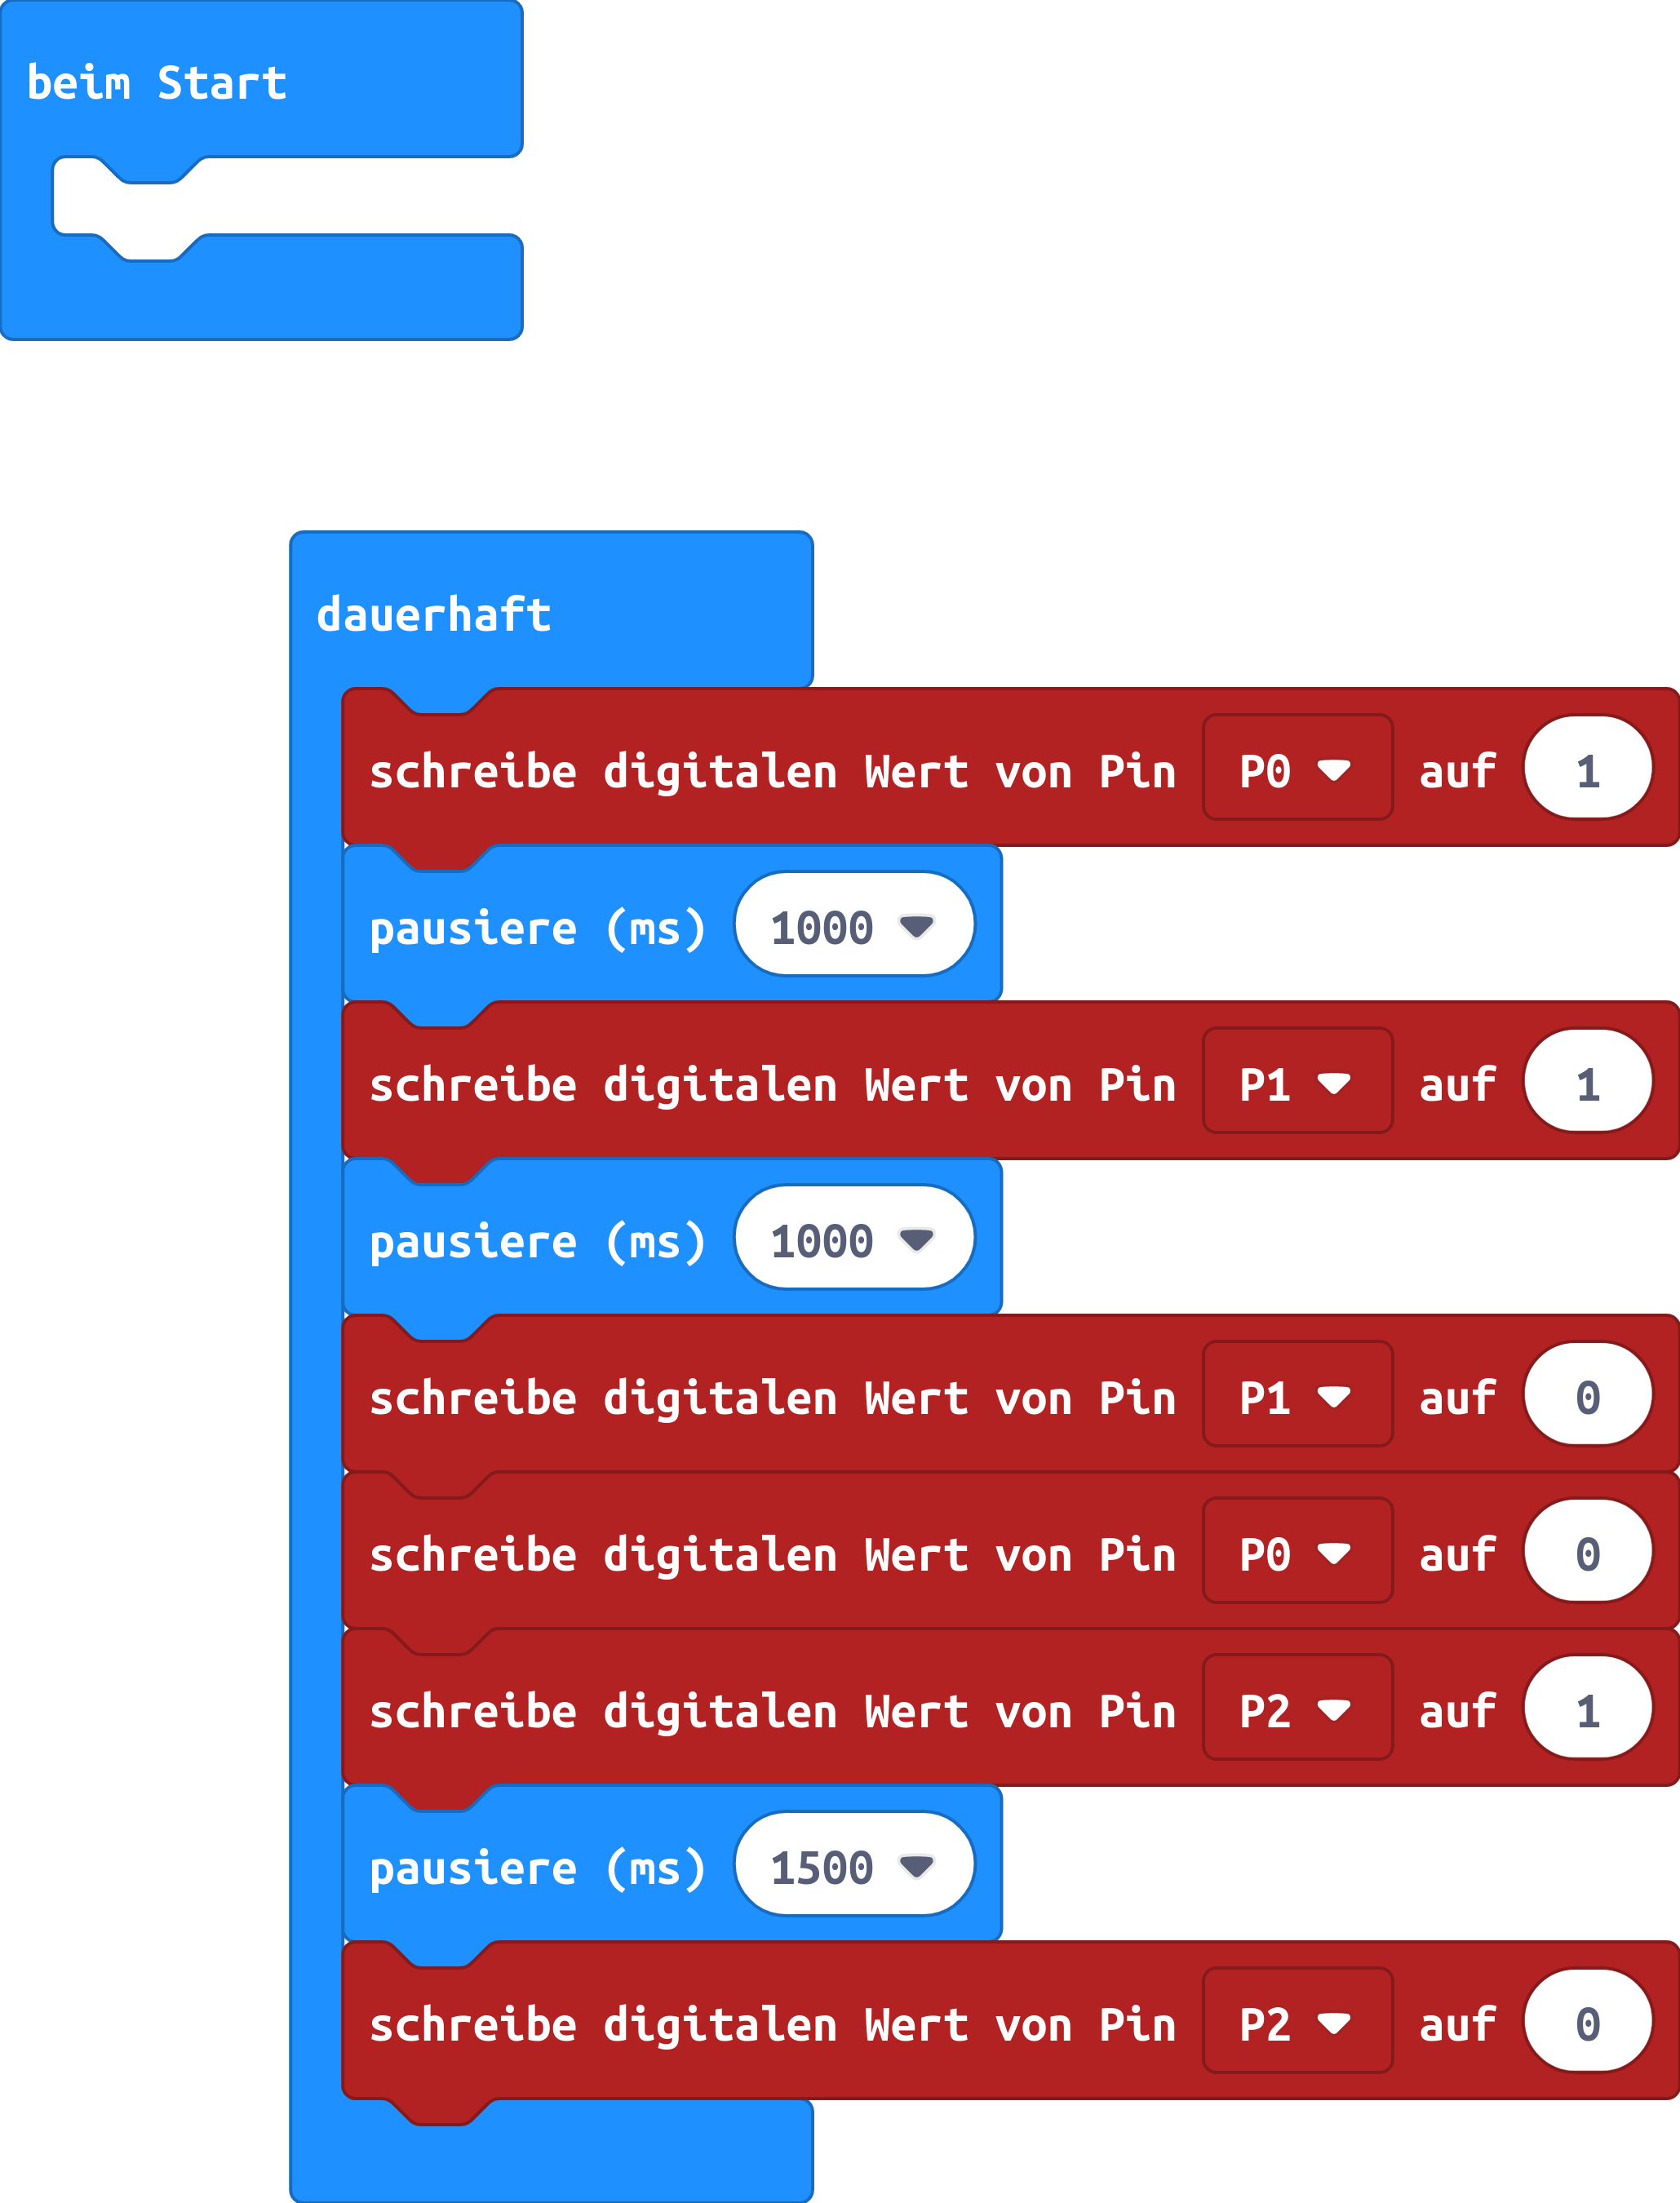 beim Start
dauerhaft
schreibe digitalen Wert von Pin P0 auf 1
pausiere (ms) 1000
schreibe digitalen Wert von Pin P1 auf 1
pausiere (ms) 1000
schreibe digitalen Wert von Pin P1 auf 0
schreibe digitalen Wert von Pin P0 auf 0
schreibe digitalen Wert von Pin P2 auf 1
pausiere (ms) 1500
schreibe digitalen Wert von Pin P2 auf 0